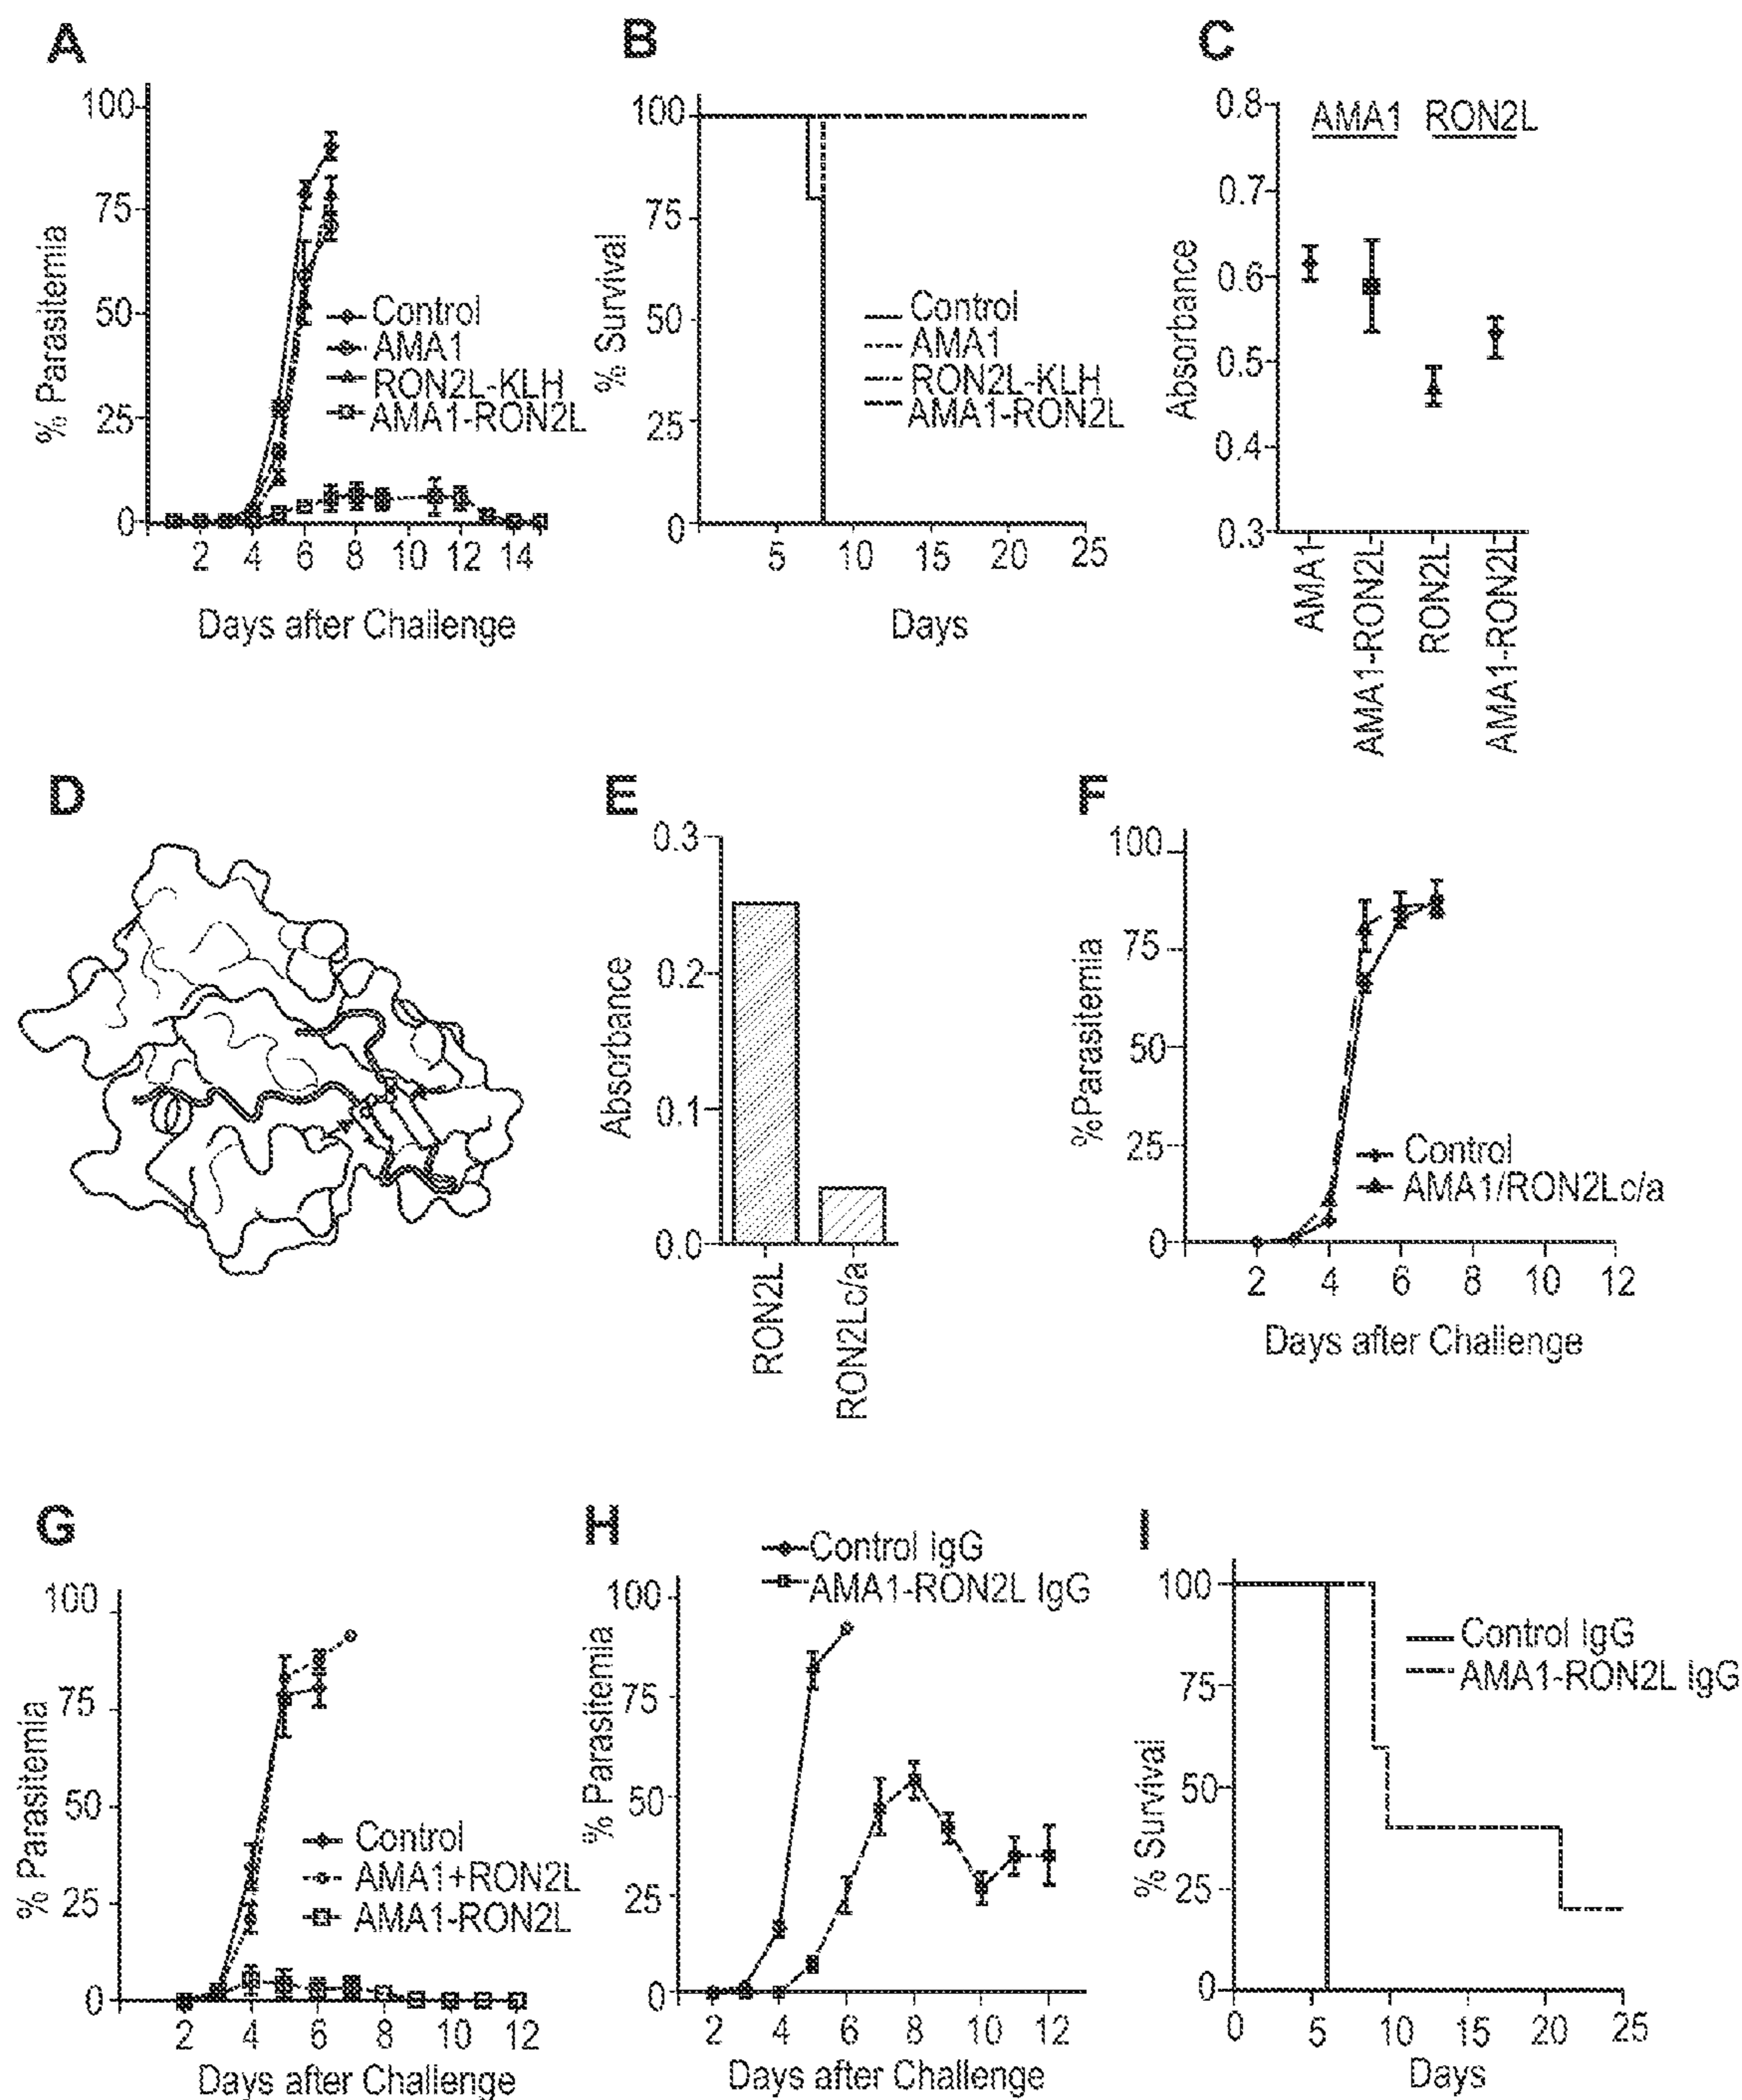 A
100
75
50
25
0
% Parasitemia
Control
AMA1
RON2L-KLH
AMA1-RON2L
2 4 6 8 10 12 14
Days after Challenge
B
100
75
50
25
0
% Survival
Control
AMA1
RON2L-KLH
AMA1-RON2L
5 10 15 20 25
Days
C
0.8
0.7
0.6
0.5
0.4
0.3
Absorbance
AMA1 RON2L
AMA1
AMA1-RON2L
RON2L
AMA1-RON2L
D
E
0.3
0.2
0.1
0.0
Absorbance
RON2L
RON2Lc/a
F
100
75
50
25
0
%Parasitemia
Control
AMA1/RON2Lc/a
2 4 6 8 10 12
Days after Challenge
G
100
75
50
25
0
% Parasitemia
Control
AMA1+RON2L
AMA1-RON2L
2 4 6 8 10 12
Days after Challenge
H
Control IgG
AMA1-RON2L IgG
100
75
50
25
0
% Parasitemia
2 4 6 8 10 12
Days after Challenge
I
100
75
50
25
0
% Survival
Control IgG
AMA1-RON2L IgG
0 5 10 15 20 25
Days